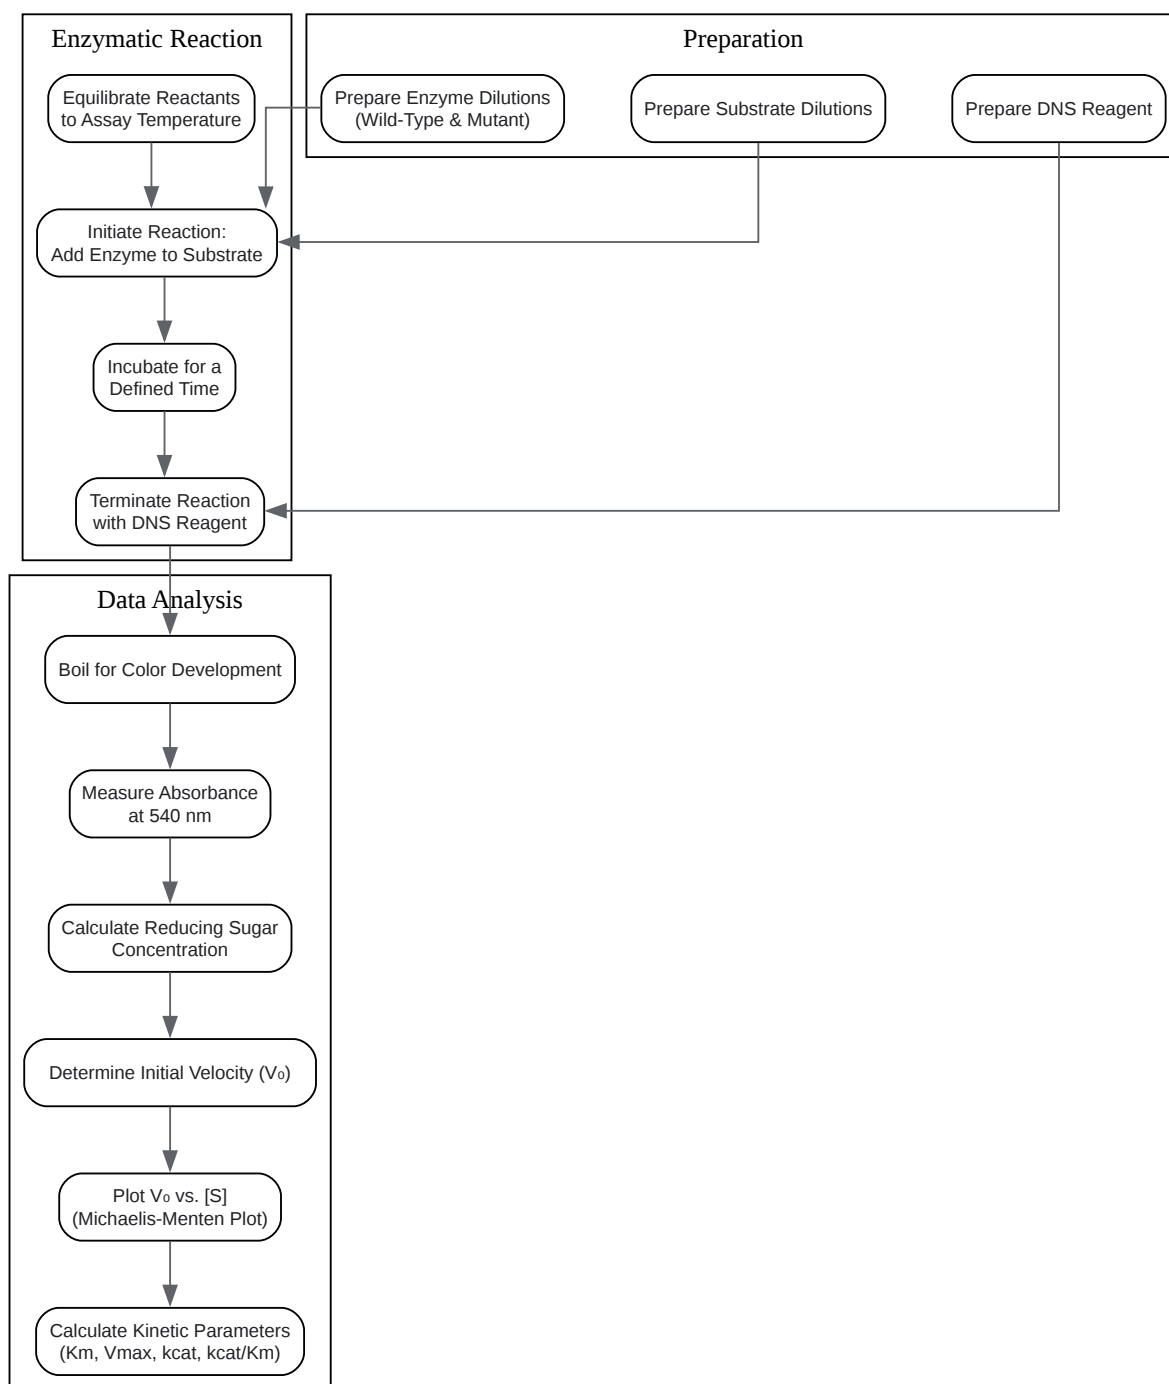 Enzymatic Reaction
Equilibrate Reactants
to Assay Temperature
Initiate Reaction:
Add Enzyme to Substrate
Incubate for a
Defined Time
Terminate Reaction
with DNS Reagent
Preparation
Prepare Enzyme Dilutions
(Wild-Type & Mutant)
Prepare Substrate Dilutions
Prepare DNS Reagent
Data Analysis
Boil for Color Development
Measure Absorbance
at 540 nm
Calculate Reducing Sugar
Concentration
Determine Initial Velocity (V₀)
Plot V₀ vs. [S]
(Michaelis-Menten Plot)
Calculate Kinetic Parameters
(Km, Vmax, kcat, kcat/Km)